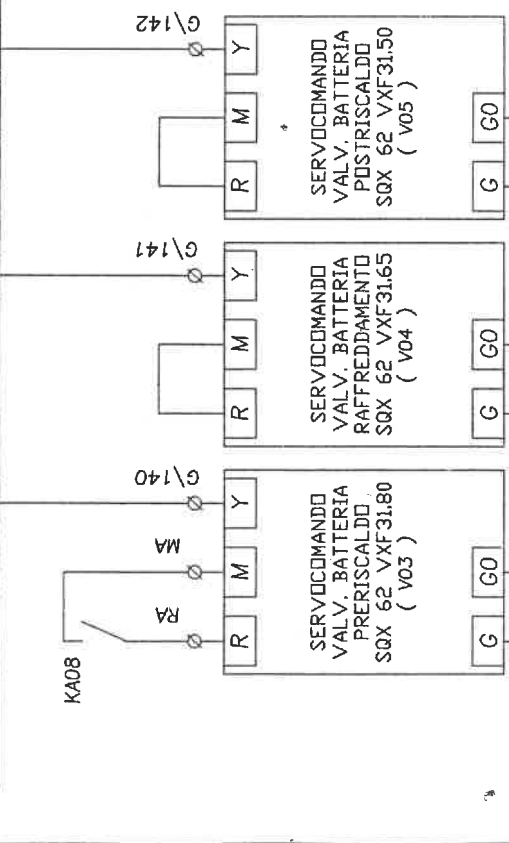 KA08
RA
MA
G\140
G\141
G\142
R M Y
R M Y
R M Y
SERVOCOMANDO
VALV. BATTERIA
PRERISCALDO
SQX 62 VXF31.80
( V03 )
SERVOCOMANDO
VALV. BATTERIA
RAFFREDDAMENTO
SQX 62 VXF31.65
( V04 )
SERVOCOMANDO
VALV. BATTERIA
POSTRISCALDO
SQX 62 VXF31.50
( V05 )
G G0
G G0
G G0